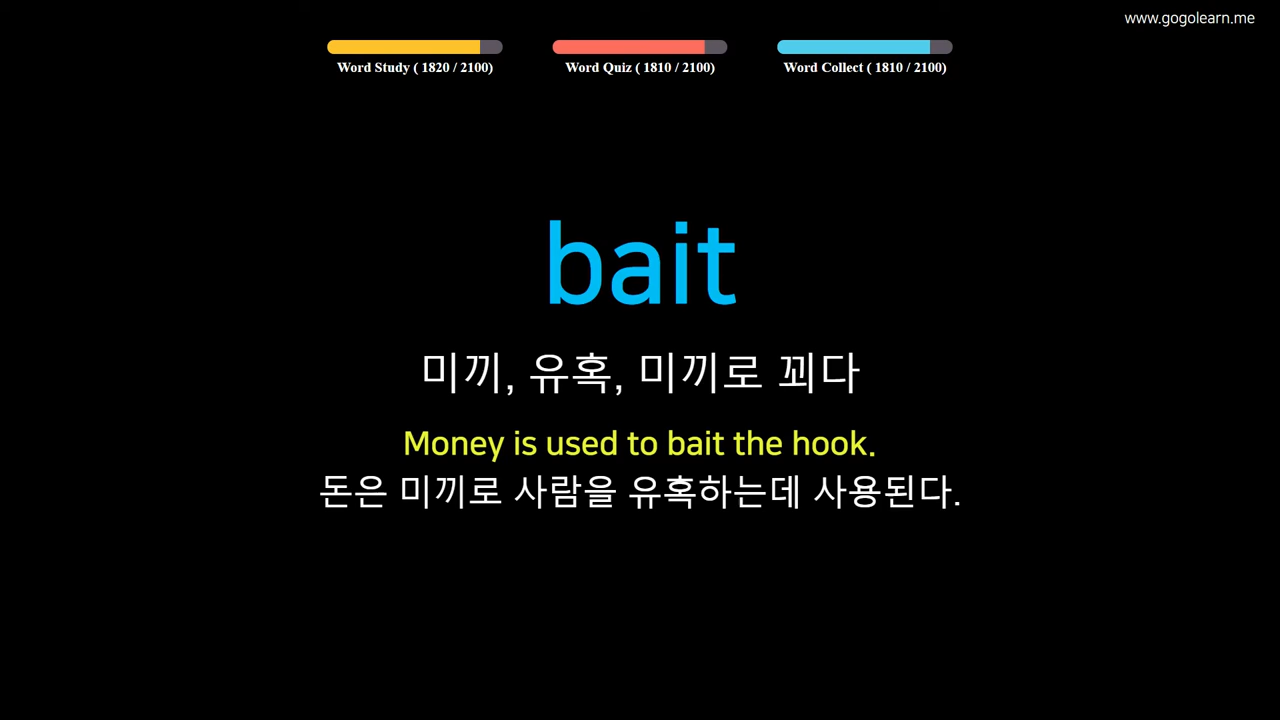 www.gogolearn.me
Word Study ( 1820 / 2100)
Word Quiz ( 1810 / 2100)
Word Collect ( 1810 / 2100)
bait
미끼, 유혹, 미끼로 꾀다
Money is used to bait the hook.
돈은 미끼로 사람을 유혹하는데 사용된다.